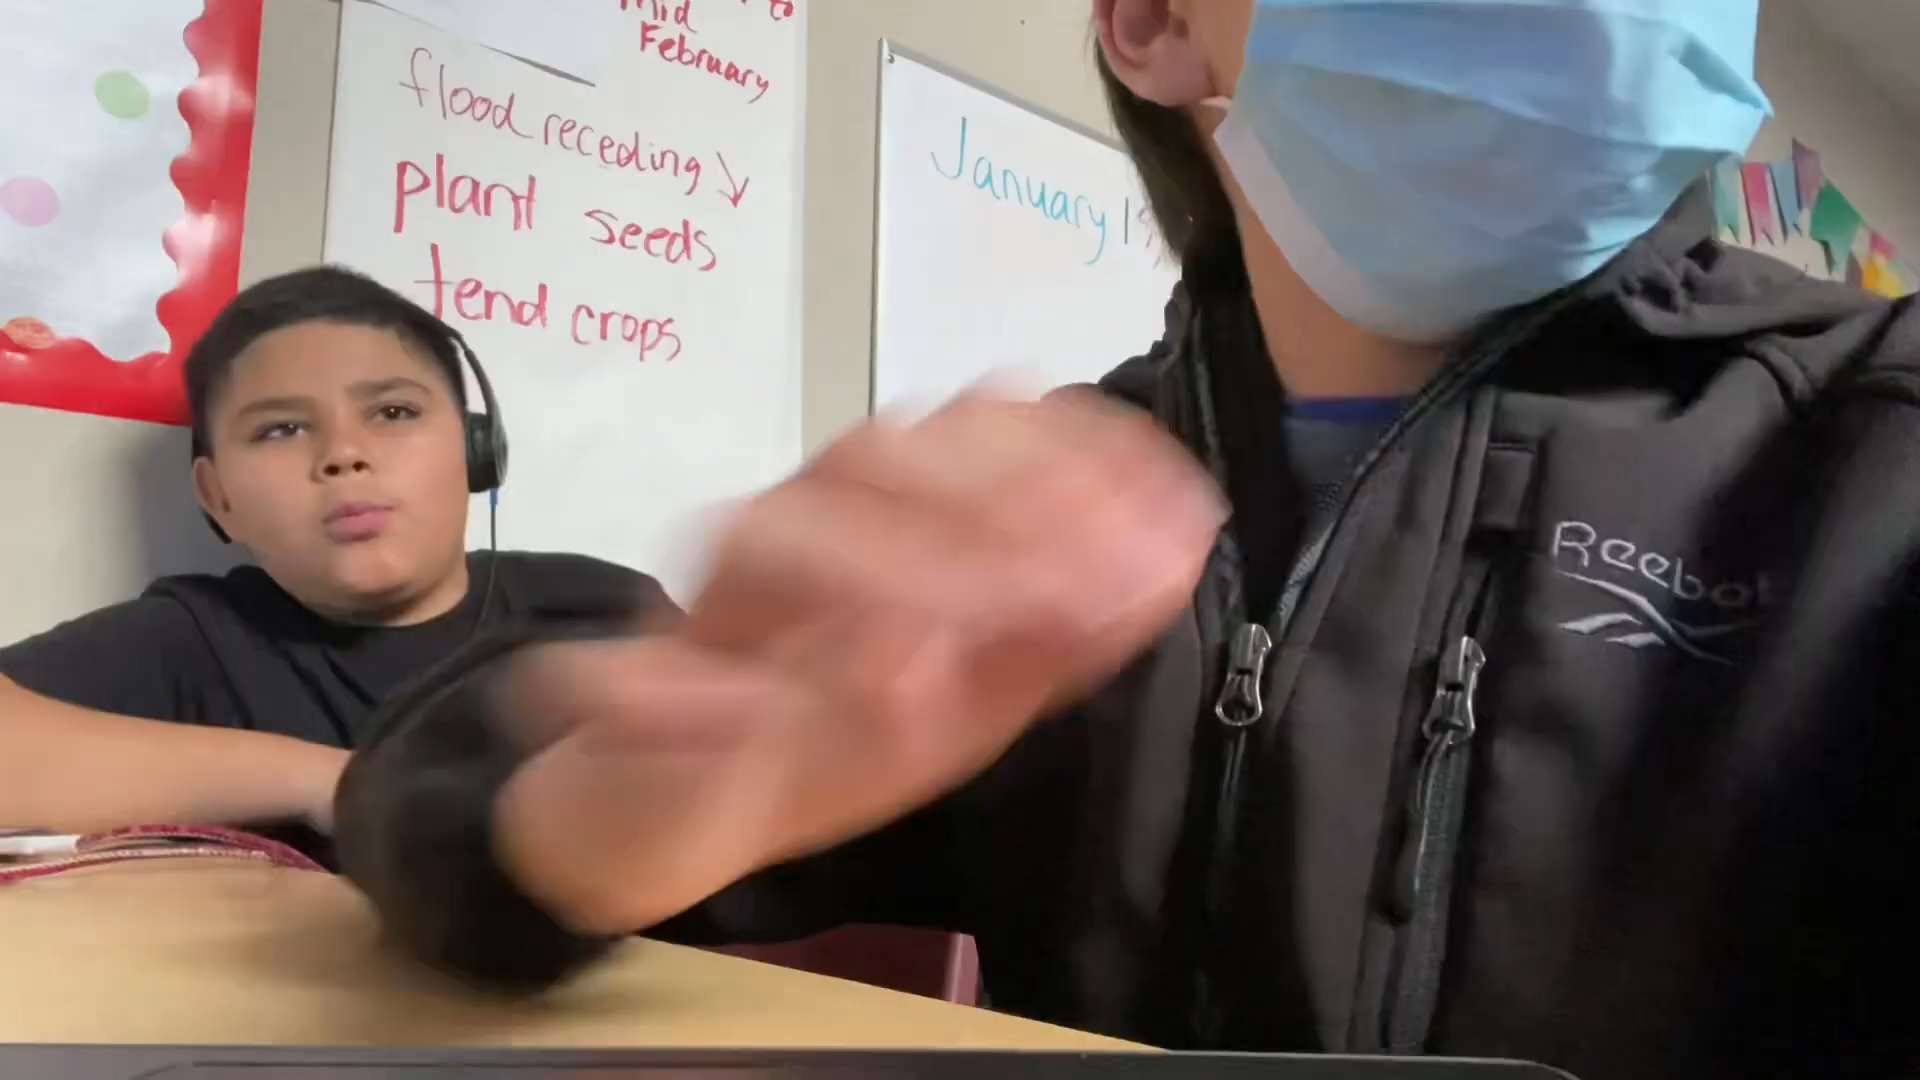 Mid
February
flood receding ↘
plant seeds
tend crops
January
Reebok